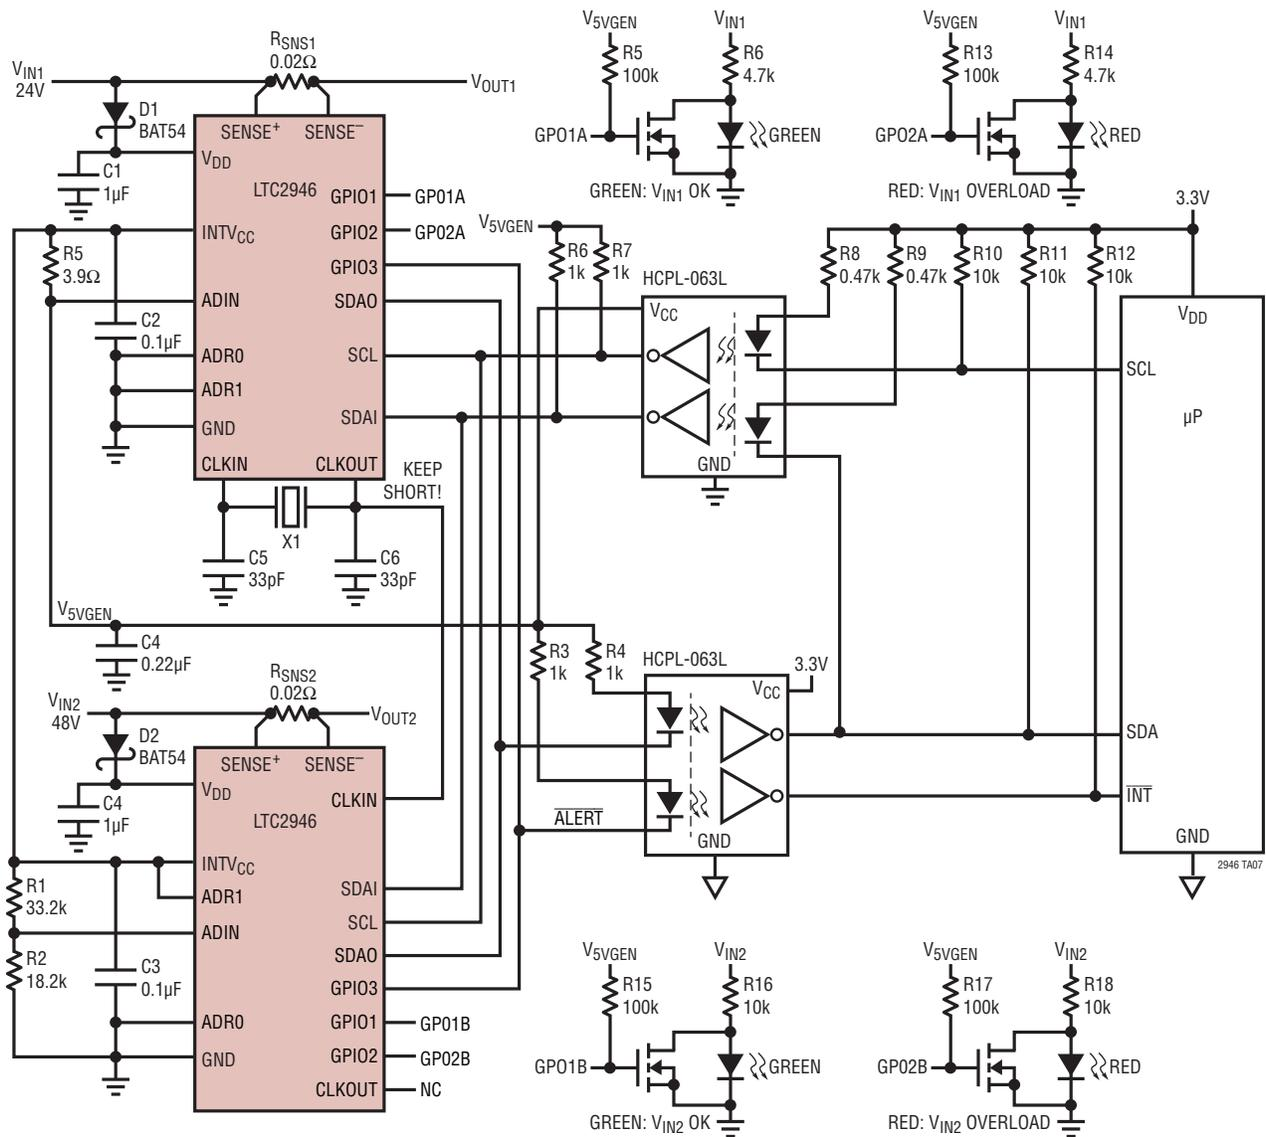 V5VGEN
VIN1
V5VGEN
VIN1
RSNS1
0.02Ω
VIN1
24V
VOUT1
R5
100k
R6
4.7k
R13
100k
R14
4.7k
D1
BAT54
SENSE+ SENSE–
GPO1A
GREEN
GPO2A
RED
VDD
C1
1µF
LTC2946
GPIO1
GP01A
GREEN: VIN1 OK
RED: VIN1 OVERLOAD
3.3V
INTVCC
GPIO2
GP02A
V5VGEN
R5
3.9Ω
GPIO3
R6
1k
R7
1k
HCPL-063L
R8
0.47k
R9
0.47k
R10
10k
R11
10k
R12
10k
ADIN
SDAO
VCC
VDD
C2
0.1µF
ADR0
SCL
SCL
ADR1
SDAI
µP
GND
GND
CLKIN
CLKOUT
KEEP
SHORT!
X1
C5
33pF
C6
33pF
V5VGEN
C4
0.22µF
R3
1k
R4
1k
HCPL-063L
3.3V
RSNS2
0.02Ω
VCC
VIN2
48V
VOUT2
D2
BAT54
SDA
SENSE+ SENSE–
VDD
CLKIN
INT
C4
1µF
LTC2946
ALERT
GND
GND
2946 TA07
INTVCC
R1
33.2k
ADR1
SDAI
SCL
ADIN
R2
18.2k
SDAO
V5VGEN
VIN2
V5VGEN
VIN2
C3
0.1µF
GPIO3
R15
100k
R16
10k
R17
100k
R18
10k
ADR0
GPIO1
GP01B
GND
GPIO2
GP02B
GPO1B
GREEN
GP02B
RED
CLKOUT
NC
GREEN: VIN2 OK
RED: VIN2 OVERLOAD